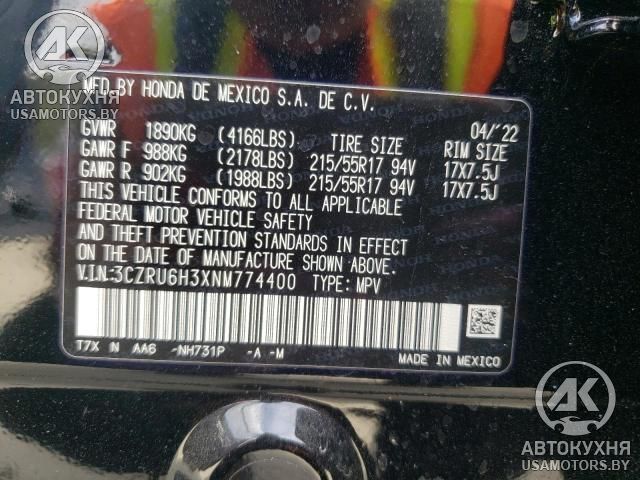 AK
АВТОКУХНЯ
USAMOTORS.BY
MFD BY HONDA DE MEXICO S.A. DE C.V.
04/'22
GVWR 1890KG (4166LBS) TIRE SIZE RIM SIZE
GAWR F 988KG (2178LBS) 215/55R17 94V 17X7.5J
GAWR R 902KG (1988LBS) 215/55R17 94V 17X7.5J
THIS VEHICLE CONFORMS TO ALL APPLICABLE
FEDERAL MOTOR VEHICLE SAFETY
AND THEFT PREVENTION STANDARDS IN EFFECT
ON THE DATE OF MANUFACTURE SHOWN ABOVE.
V.I.N:3CZRU6H3XNM774400 TYPE: MPV
T7X N AA6 -NH731P -A -M
MADE IN MEXICO
AK
АВТОКУХНЯ
USAMOTORS.BY